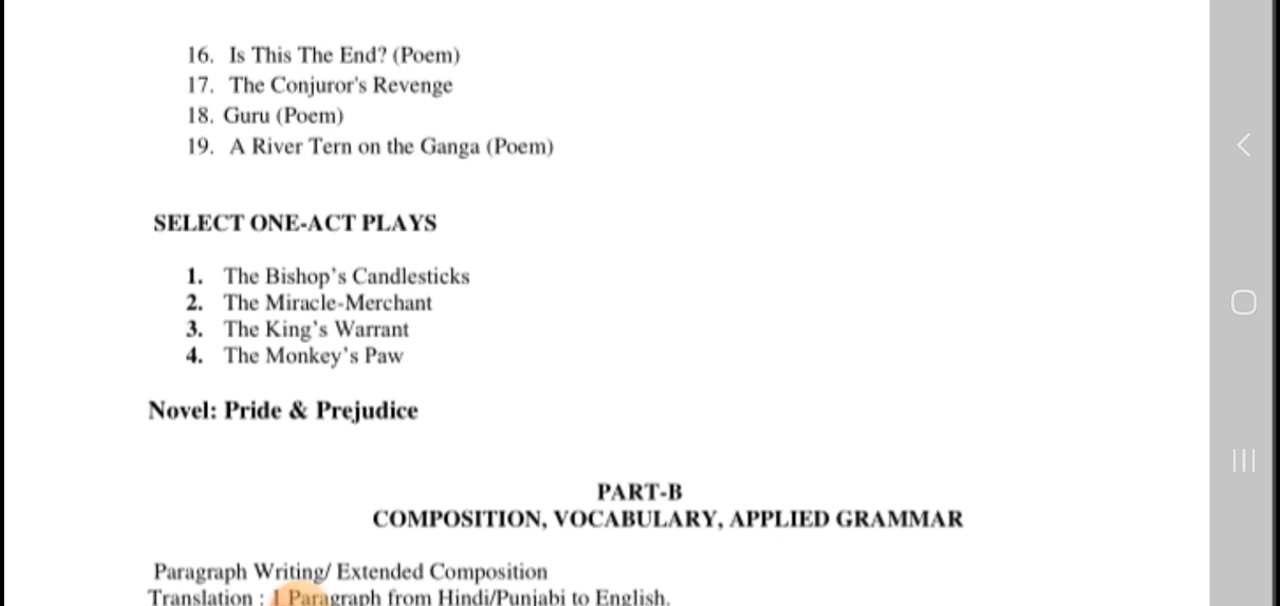 16. Is This The End? (Poem)
17. The Conjuror's Revenge
18. Guru (Poem)
19. A River Tern on the Ganga (Poem)
SELECT ONE-ACT PLAYS
1. The Bishop's Candlesticks
2. The Miracle-Merchant
3. The King's Warrant
4. The Monkey's Paw
Novel: Pride & Prejudice
PART-B
COMPOSITION, VOCABULARY, APPLIED GRAMMAR
Paragraph Writing/ Extended Composition
Translation : 1 Paragraph from Hindi/Punjabi to English.